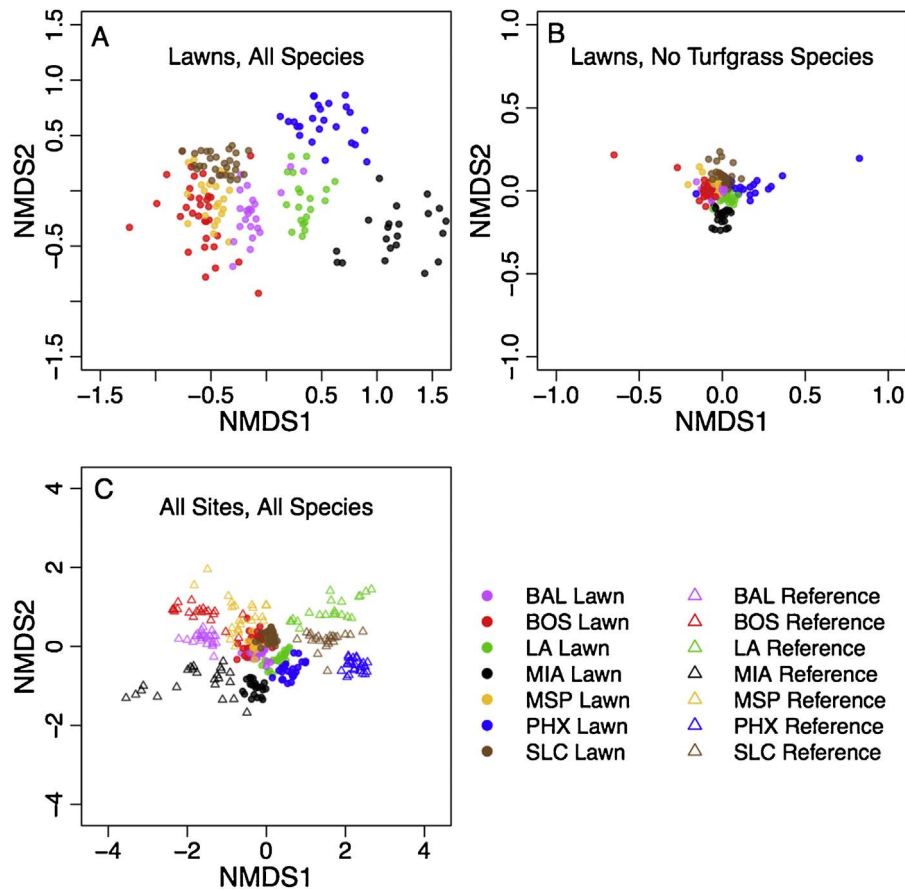 A
Lawns, All Species
1.5
1.0
0.5
−0.5
−1.5
NMDS2
−1.5
−0.5
0.0
0.5
1.0
1.5
NMDS1
B
Lawns, No Turfgrass Species
1.0
0.5
0.0
−0.5
−1.0
NMDS2
−1.0
−0.5
0.0
0.5
1.0
NMDS1
C
All Sites, All Species
4
2
0
−2
−4
NMDS2
−4
−2
0
2
4
NMDS1
BAL Lawn
BOS Lawn
LA Lawn
MIA Lawn
MSP Lawn
PHX Lawn
SLC Lawn
BAL Reference
BOS Reference
LA Reference
MIA Reference
MSP Reference
PHX Reference
SLC Reference